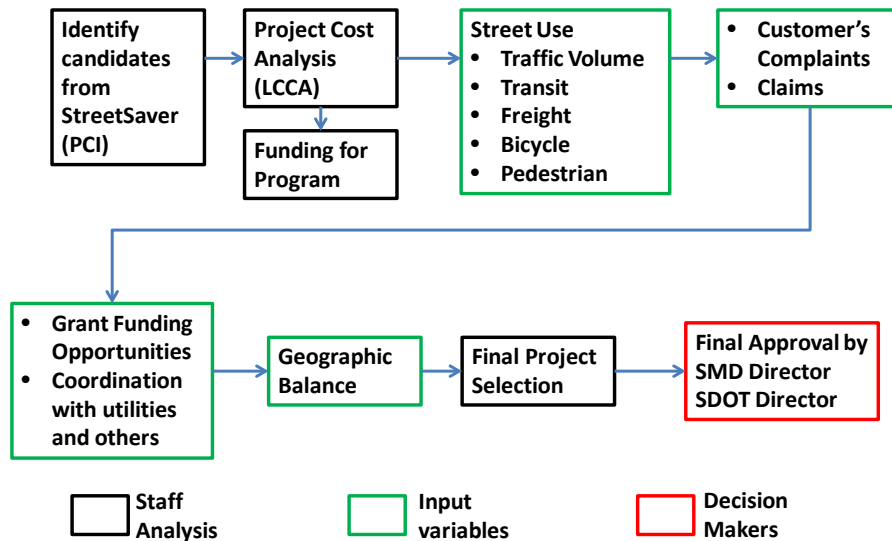 Identify
candidates
from
StreetSaver
(PCI)
Project Cost
Analysis
(LCCA)
Funding for
Program
Street Use
• Traffic Volume
• Transit
• Freight
• Bicycle
• Pedestrian
• Customer's
Complaints
• Claims
• Grant Funding
Opportunities
• Coordination
with utilities
and others
Geographic
Balance
Final Project
Selection
Final Approval by
SMD Director
SDOT Director
Staff
Analysis
Input
variables
Decision
Makers